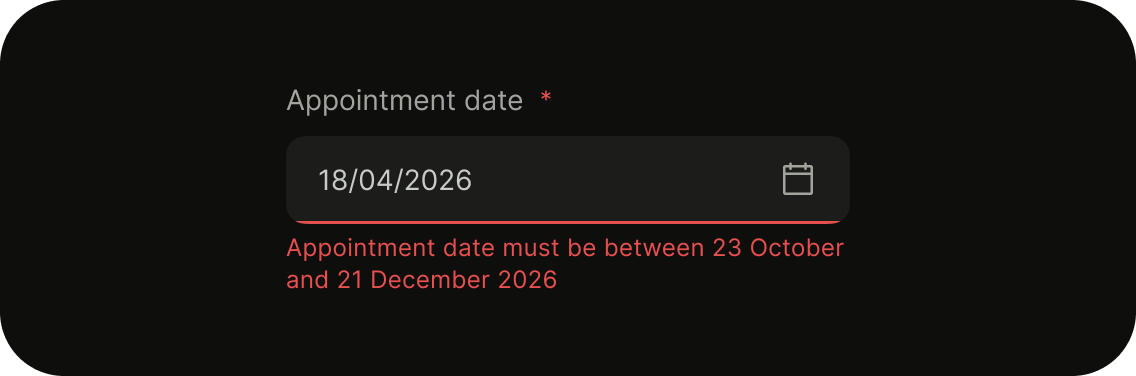 Appointment date *
18/04/2026
Appointment date must be between 23 October
and 21 December 2026